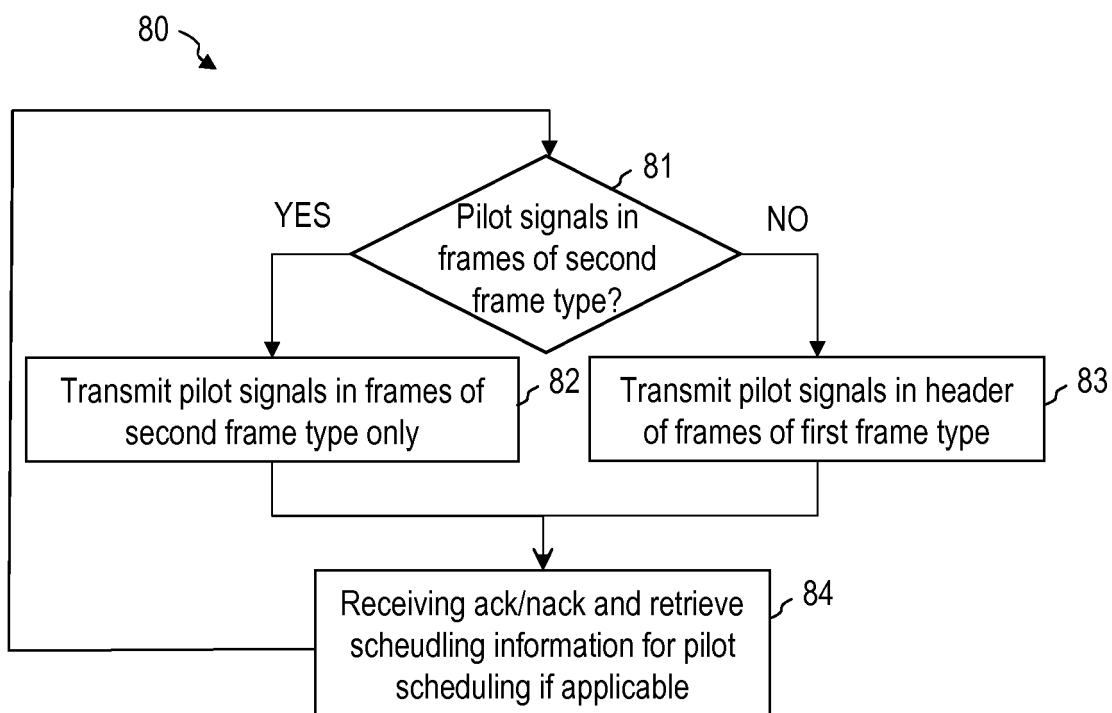 80
81
Pilot signals in
frames of second
frame type?
YES
NO
Transmit pilot signals in frames of
second frame type only
82
Transmit pilot signals in header
of frames of first frame type
83
Receiving ack/nack and retrieve
scheudling information for pilot
scheduling if applicable
84